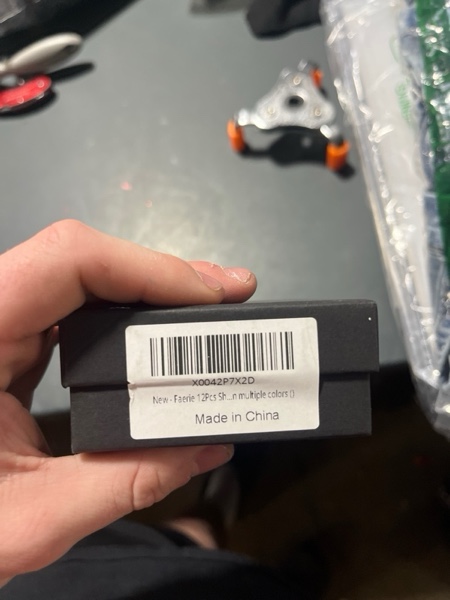 X0042P7X2D
New - Faerie 12Pcs Sh...n multiple colors ()
Made in China